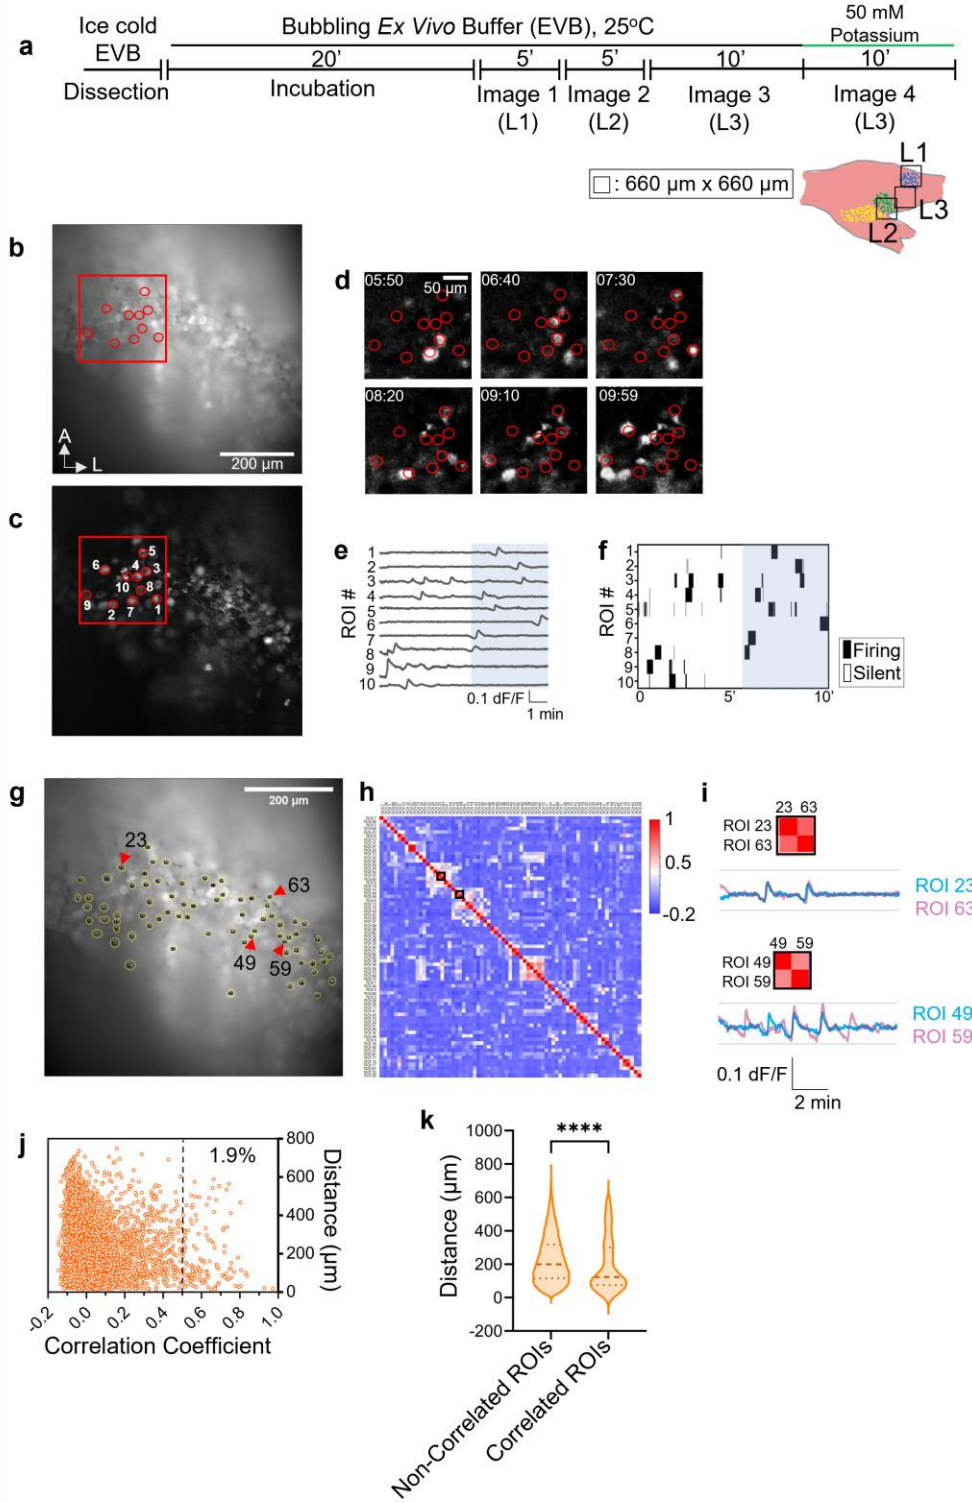 a
Ice cold
EVB
Bubbling Ex Vivo Buffer (EVB), 25°C
50 mM
Potassium
20’ 5’ 5’ 10’ 10’
Dissection Incubation Image 1 Image 2 Image 3 Image 4
(L1) (L2) (L3) (L3)
□: 660 µm x 660 µm
L1
L3
L2
b
A
L
200 µm
c
5
6 4 3
10 8
9 2 7 1
d
05:50 06:40 07:30
50 µm
08:20 09:10 09:59
e
ROI #
1
2
3
4
5
6
7
8
9
10
0.1 dF/F
1 min
f
ROI #
1
2
3
4
5
6
7
8
9
10
0 5’ 10’
Firing
Silent
g
200 µm
23
63
49
59
h
1
0.5
-0.2
i
23 63
ROI 23
ROI 63
ROI 23
ROI 63
49 59
ROI 49
ROI 59
ROI 49
ROI 59
0.1 dF/F
2 min
j
1.9%
800
600
400
200
0
Distance (µm)
-0.2 0.0 0.2 0.4 0.6 0.8 1.0
Correlation Coefficient
k
****
1000
800
600
400
200
0
-200
Distance (µm)
Non-Correlated ROIs
Correlated ROIs